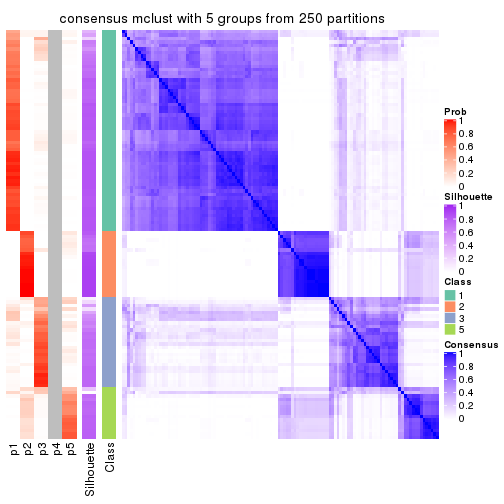 consensus mclust with 5 groups from 250 partitions
Prob
1
0.8
0.6
0.4
0.2
0
Silhouette
1
0.8
0.6
0.4
0.2
0
Class
1
2
3
5
Consensus
1
0.8
0.6
0.4
0.2
0
p1
p2
p3
p4
p5
Silhouette
Class